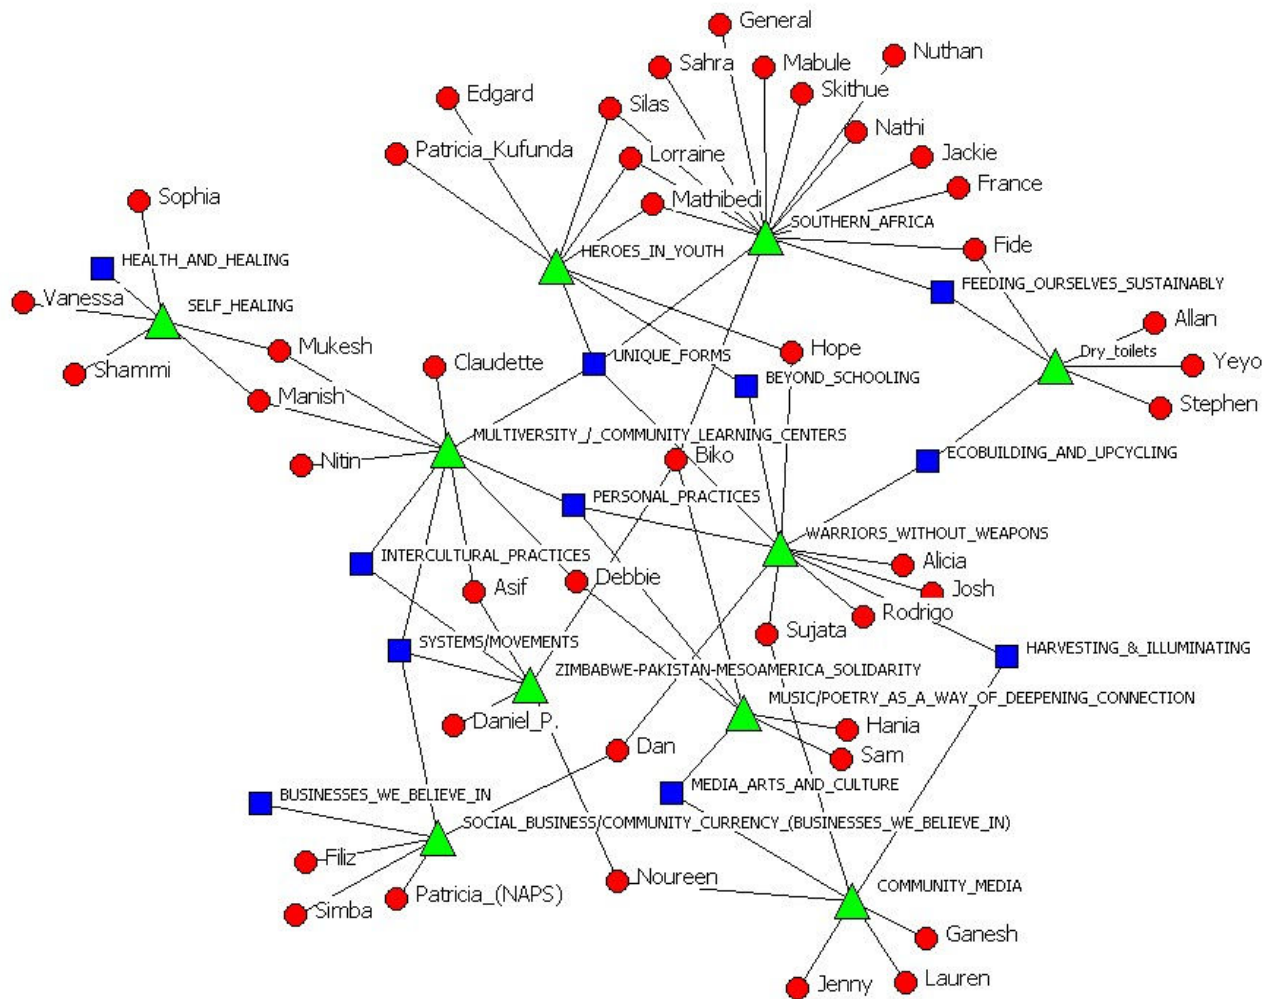 General
Nuthan
Sahra
Mabule
Skithue
Edgard
Silas
Nathi
Patricia_Kufunda
Lorraine
Jackie
France
Sophia
Mathibedi
SOUTHERN_AFRICA
HEROES_IN_YOUTH
Fide
HEALTH_AND_HEALING
FEEDING_OURSELVES_SUSTAINABLY
Vanessa
SELF_HEALING
Allan
Mukesh
Claudette
UNIQUE_FORMS
Hope
Dry_toilets
Yeyo
Shammi
BEYOND_SCHOOLING
Manish
Stephen
MULTIVERSITY_/_COMMUNITY_LEARNING_CENTERS
Nitin
Biko
ECOBUILDING_AND_UPCYCLING
PERSONAL_PRACTICES
WARRIORS_WITHOUT_WEAPONS
INTERCULTURAL_PRACTICES
Alicia
Asif
Debbie
Josh
Rodrigo
Sujata
SYSTEMS/MOVEMENTS
HARVESTING_&_ILLUMINATING
ZIMBABWE-PAKISTAN-MESOAMERICA_SOLIDARITY
MUSIC/POETRY_AS_A_WAY_OF_DEEPENING_CONNECTION
Daniel_P.
Hania
Dan
Sam
MEDIA_ARTS_AND_CULTURE
BUSINESSES_WE_BELIEVE_IN
SOCIAL_BUSINESS/COMMUNITY_CURRENCY_(BUSINESSES_WE_BELIEVE_IN)
Filiz
Noureen
COMMUNITY_MEDIA
Patricia_(NAPS)
Simba
Ganesh
Jenny
Lauren